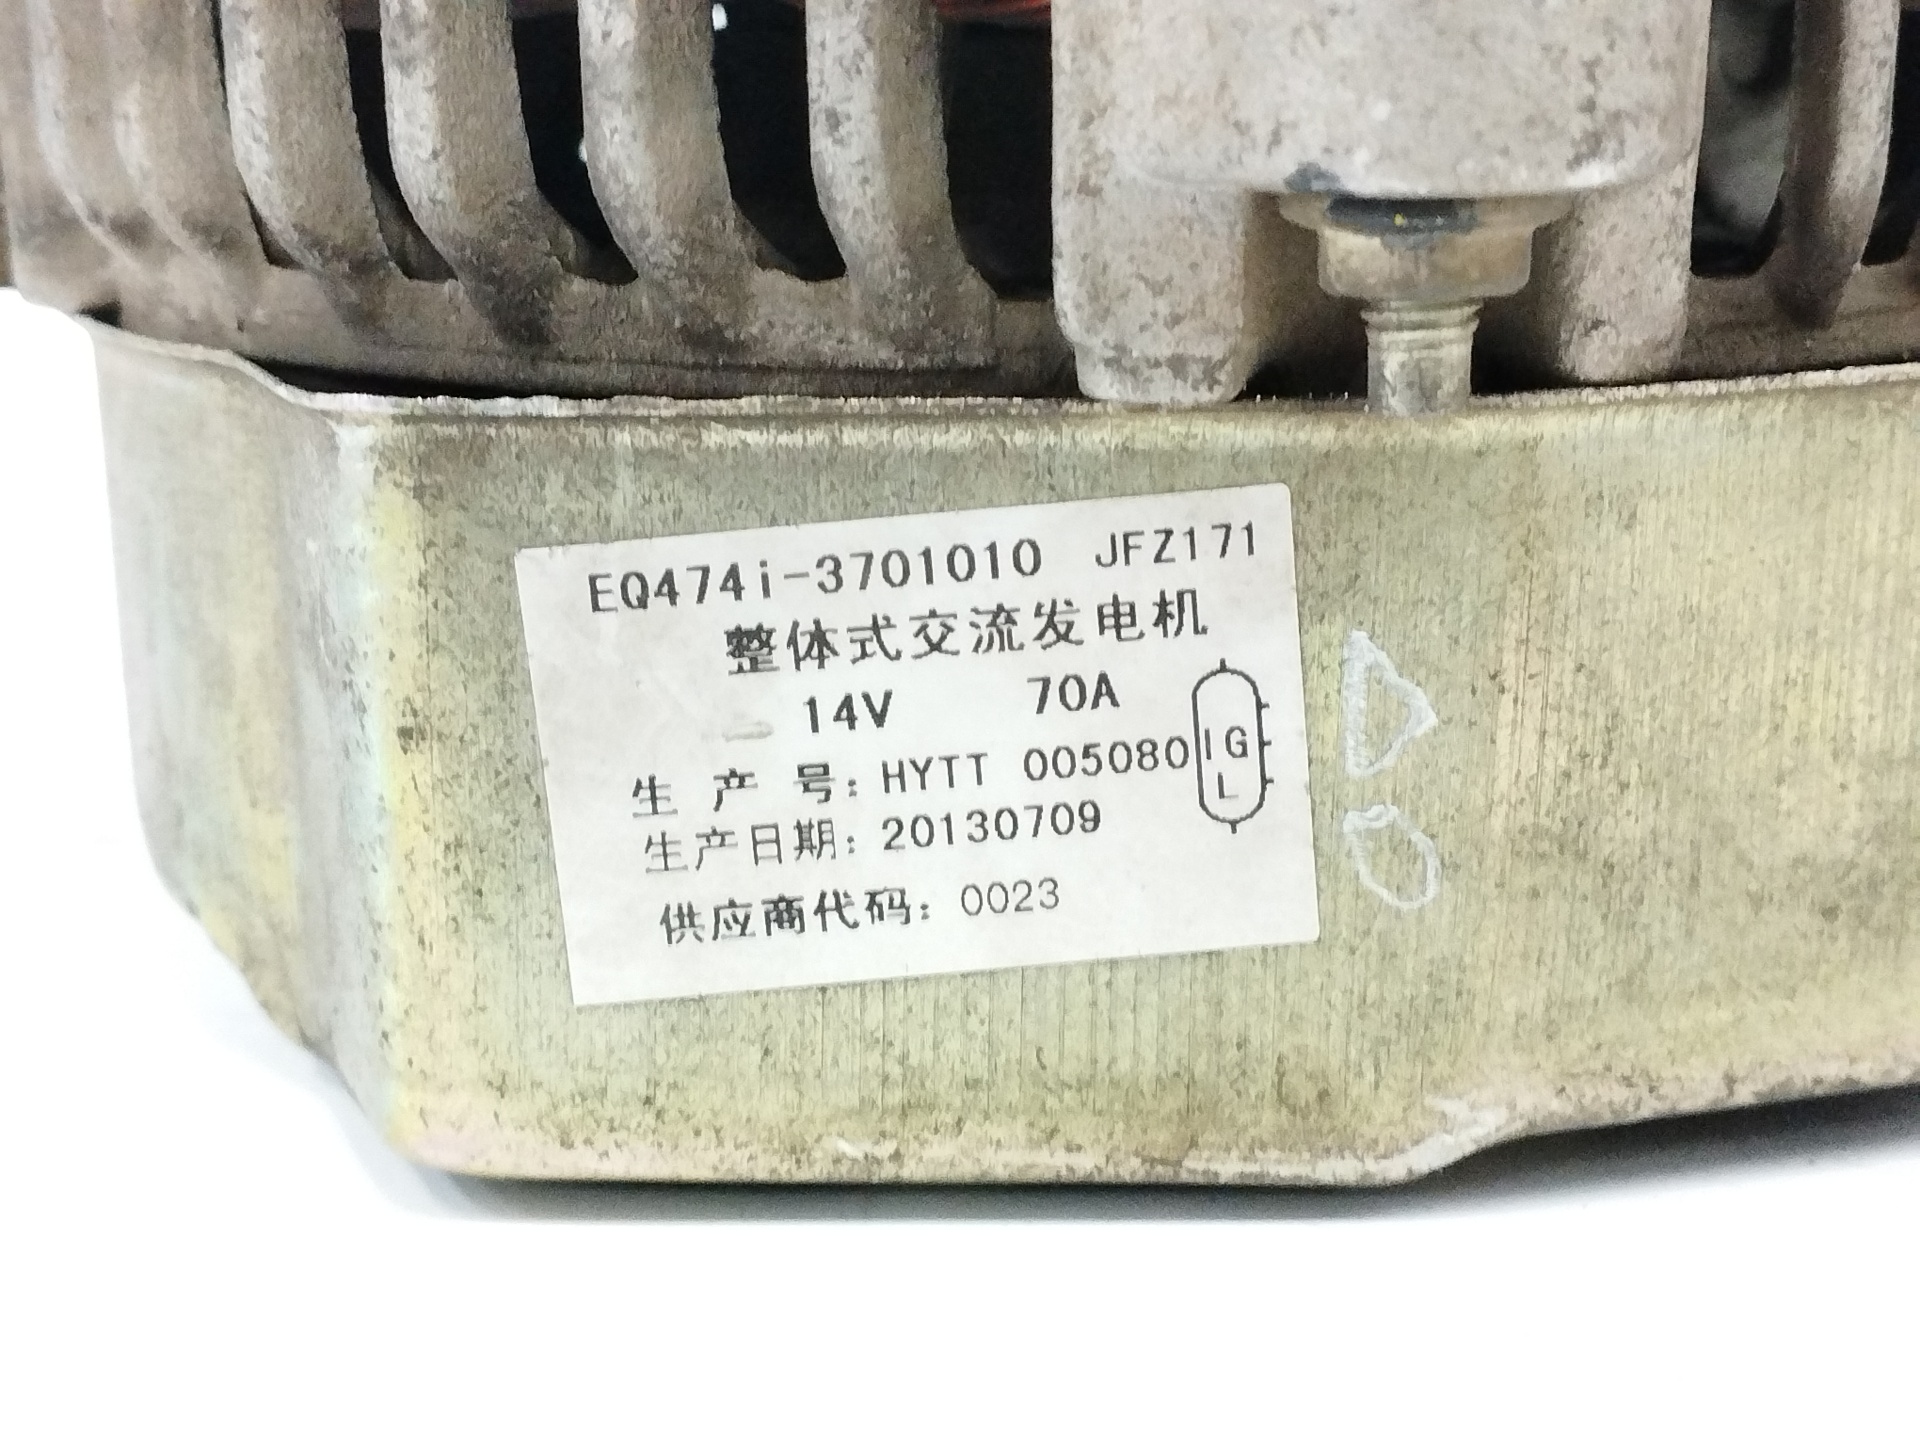 EQ474i-3701010 JFZ171
整体式交流发电机
14V 70A
生 产 号: HYTT 005080
IG
L
生产日期: 20130709
供应商代码: 0023